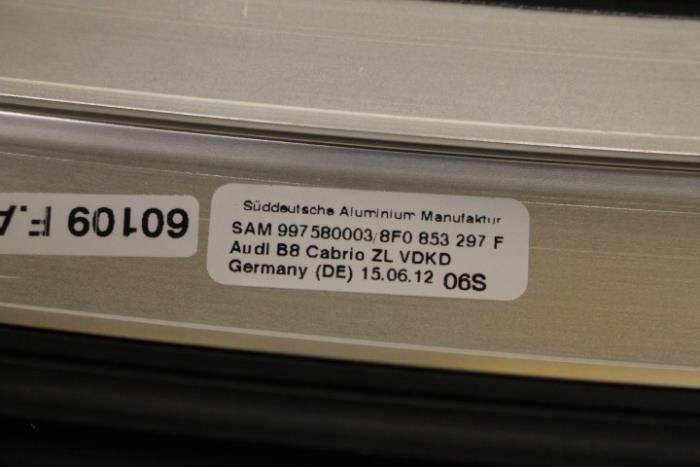 Süddeutsche Aluminium Manufaktur
SAM 997580003/8F0 853 297 F
Audi B8 Cabrio ZL VDKD
Germany (DE) 15.06.12 06S
60109 F.A